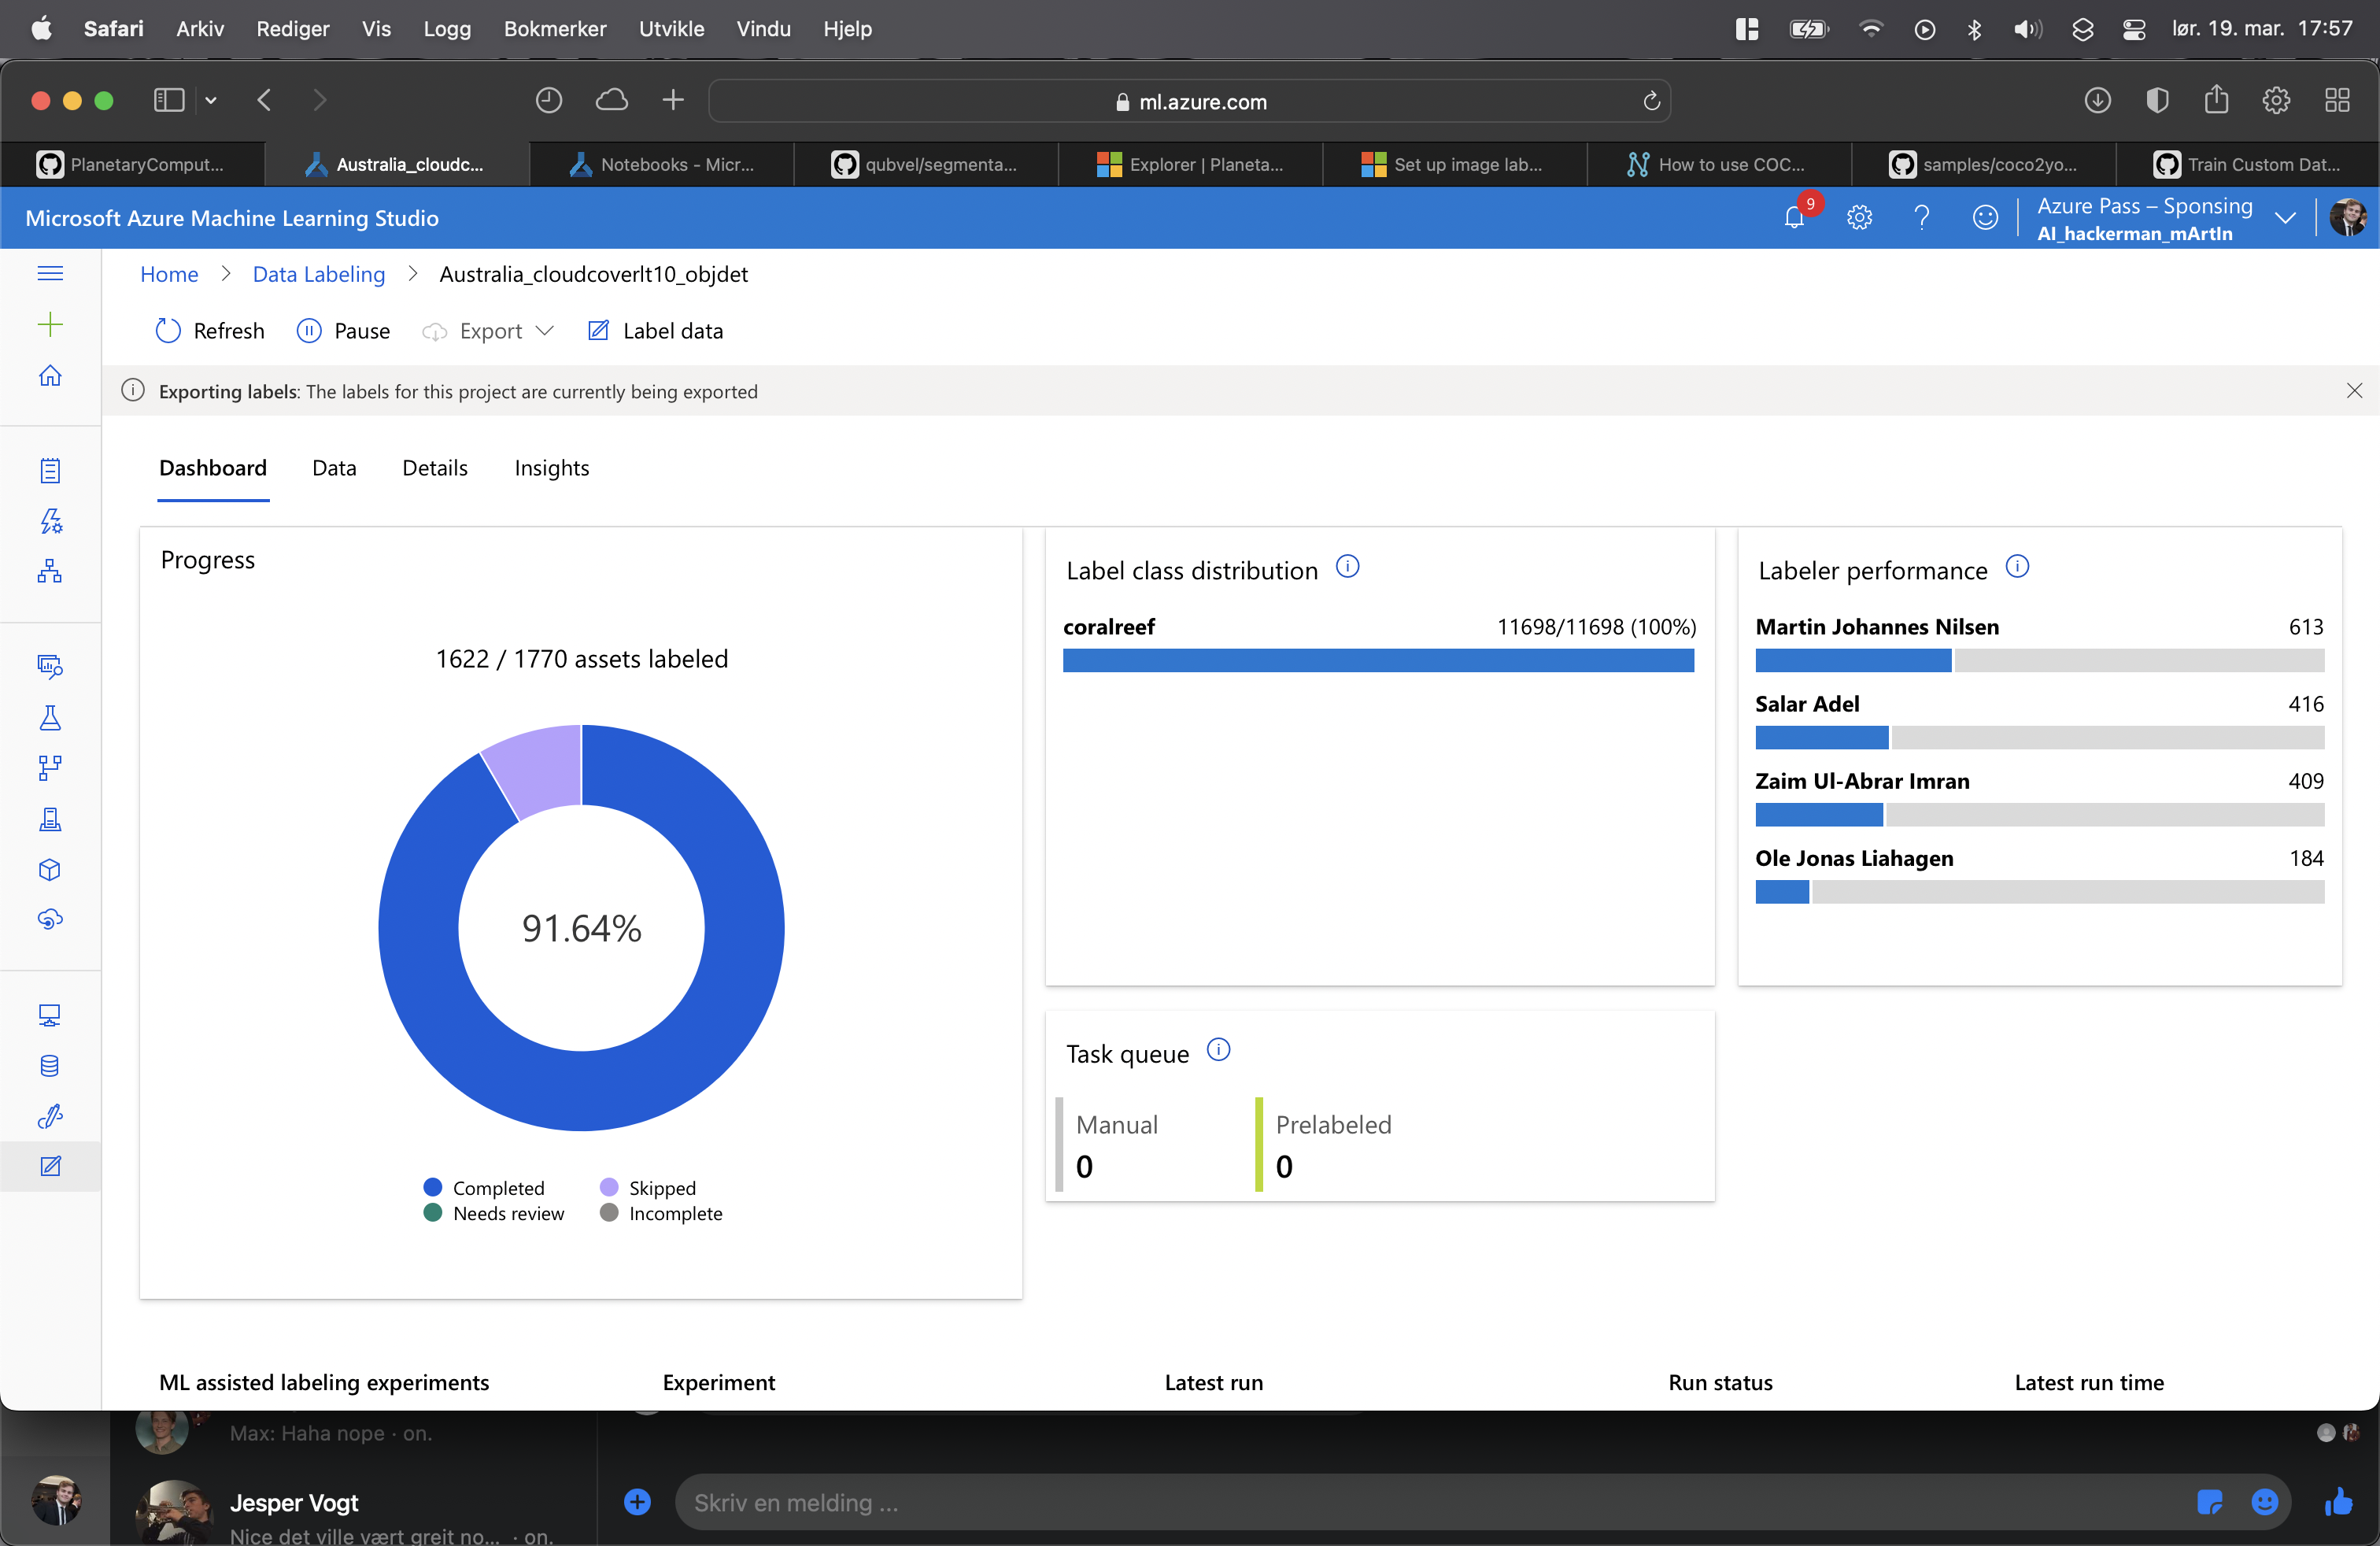 Safari Arkiv Rediger Vis Logg Bokmerker Utvikle Vindu Hjelp lør. 19. mar. 17:57
ml.azure.com
PlanetaryComput... Australia_cloudc... Notebooks - Micr... qubvel/segmenta... Explorer | Planeta... Set up image lab... How to use COC... samples/coco2yo... Train Custom Dat...
Microsoft Azure Machine Learning Studio
9
Azure Pass – Sponsing
AI_hackerman_mArtIn
Home > Data Labeling > Australia_cloudcoverlt10_objdet
Refresh Pause Export Label data
Exporting labels: The labels for this project are currently being exported
Dashboard Data Details Insights
Progress
1622 / 1770 assets labeled
91.64%
Completed Skipped
Needs review Incomplete
Label class distribution
coralreef 11698/11698 (100%)
Labeler performance
Martin Johannes Nilsen 613
Salar Adel 416
Zaim Ul-Abrar Imran 409
Ole Jonas Liahagen 184
Task queue
Manual Prelabeled
0 0
ML assisted labeling experiments Experiment Latest run Run status Latest run time
Max: Haha nope · on.
Jesper Vogt
Nice det ville vært greit no... · on.
Skriv en melding ...